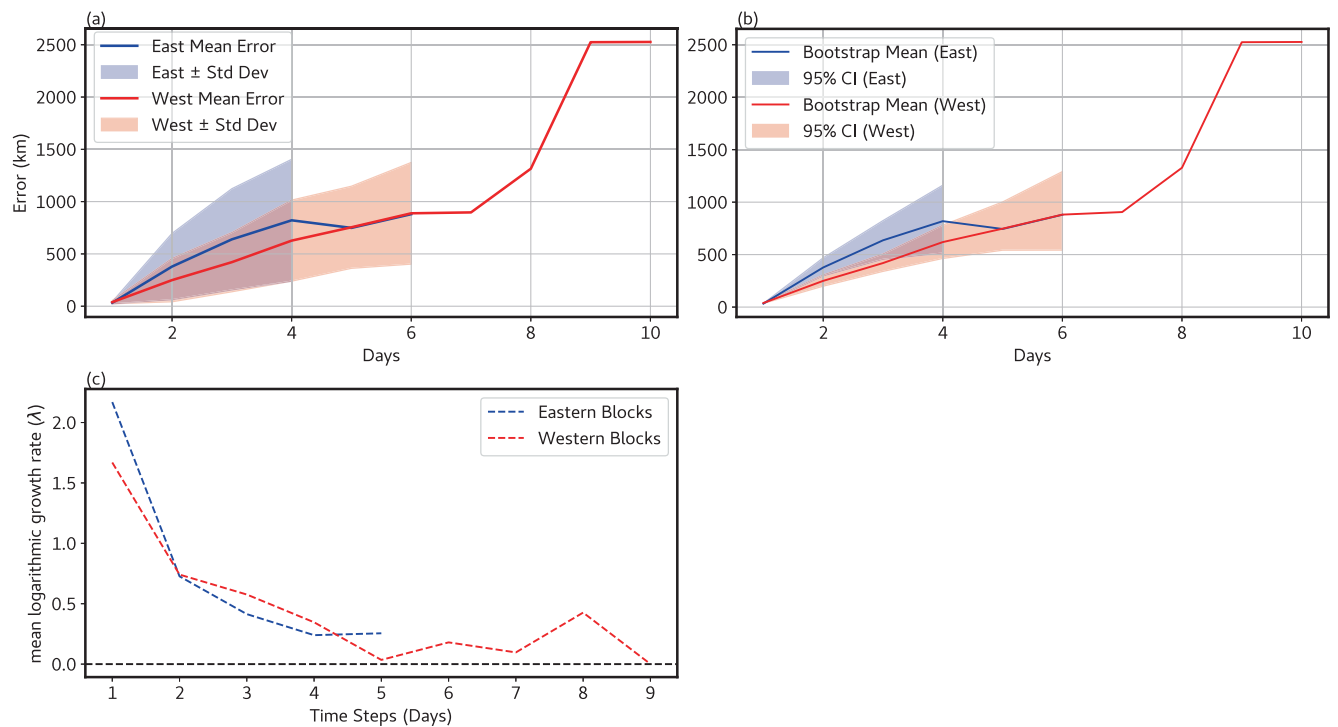 (a)
Error (km)
2500
2000
1500
1000
500
0
East Mean Error
East ± Std Dev
West Mean Error
West ± Std Dev
2 4 6 8 10
Days
(b)
2500
2000
1500
1000
500
0
Bootstrap Mean (East)
95% CI (East)
Bootstrap Mean (West)
95% CI (West)
2 4 6 8 10
Days
(c)
mean logarithmic growth rate (λ)
2.0
1.5
1.0
0.5
0.0
Eastern Blocks
Western Blocks
1 2 3 4 5 6 7 8 9
Time Steps (Days)